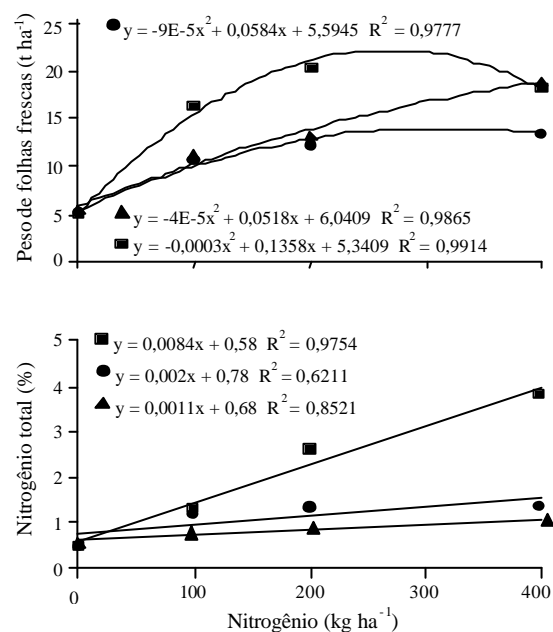 y = -9E-5x² + 0,0584x + 5,5945  R² = 0,9777
Peso de folhas frescas (t ha⁻¹)
25
20
15
10
5
0
y = -4E-5x² + 0,0518x + 6,0409  R² = 0,9865
y = -0,0003x² + 0,1358x + 5,3409  R² = 0,9914
Nitrogênio total (%)
5
4
3
2
1
0
y = 0,0084x + 0,58  R² = 0,9754
y = 0,002x + 0,78  R² = 0,6211
y = 0,0011x + 0,68  R² = 0,8521
0 100 200 300 400
Nitrogênio (kg ha⁻¹)